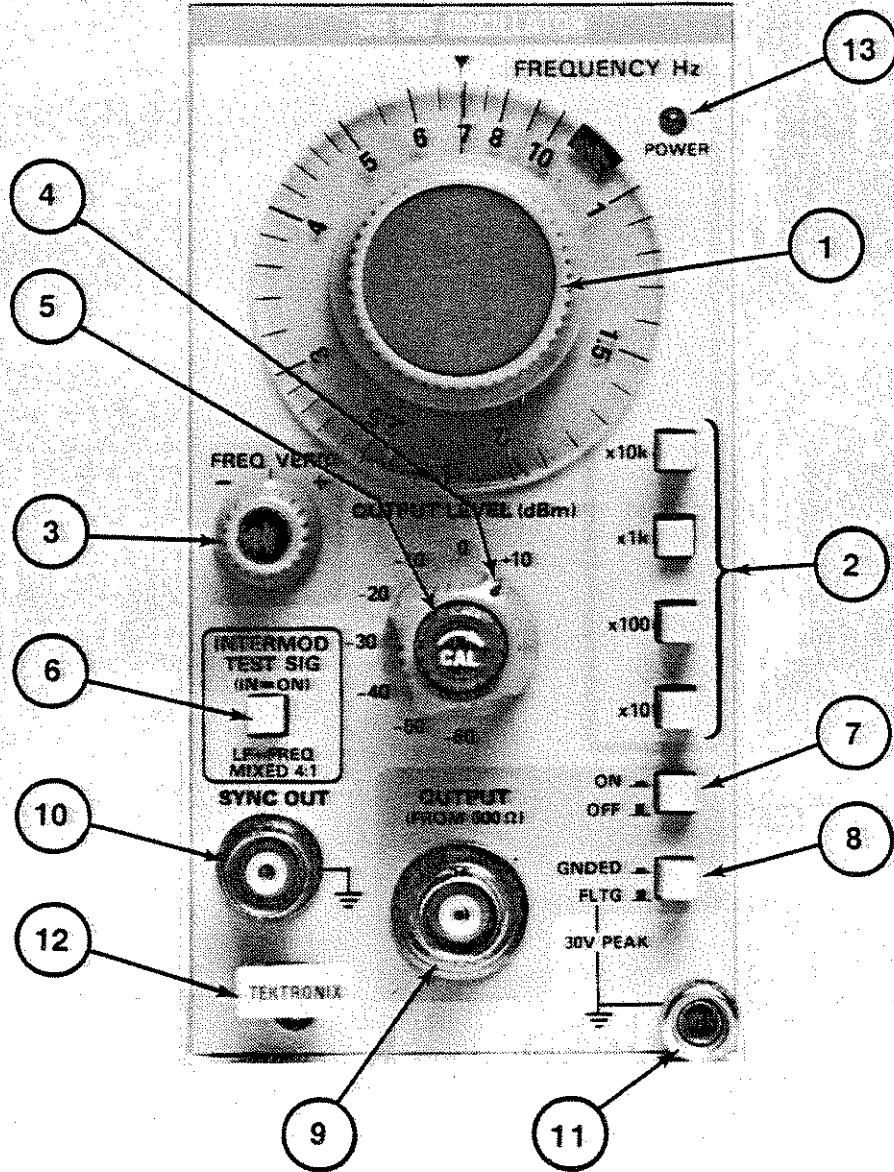 FREQUENCY Hz
POWER
13
4
5
6
7
8
10
1
1.5
2
3
4
5
1
FREQ VERN
-
+
OUTPUT LEVEL (dBm)
-10
0
+10
-20
-30
-40
CAL
3
x10k
x1k
x100
x10
2
INTERMOD
TEST SIG
(IN=ON)
LF+FREQ
MIXED 4:1
6
ON
OFF
7
SYNC OUT
10
OUTPUT
(FROM 600 Ω)
GNDED
FLTG
8
30V PEAK
TEKTRONIX
12
9
11